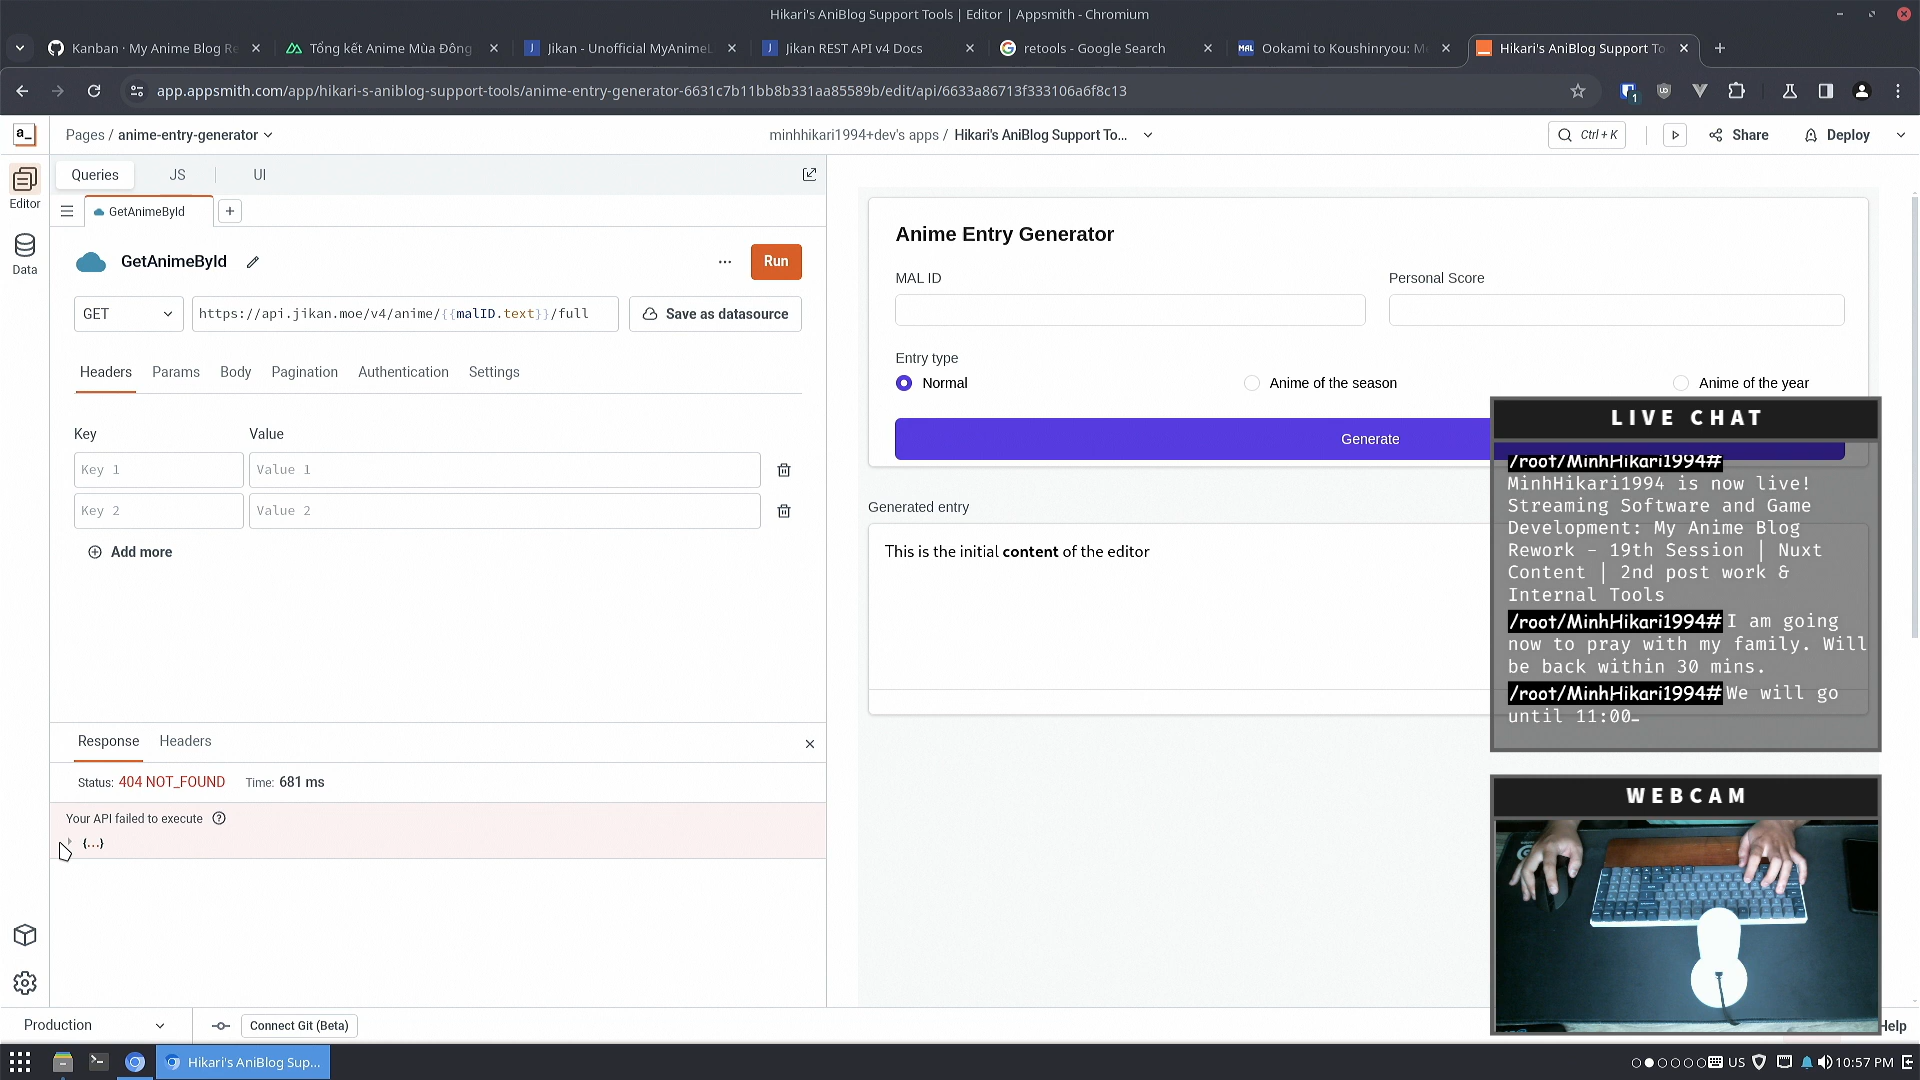 Hikari's AniBlog Support Tools | Editor | Appsmith - Chromium
Kanban · My Anime Blog Re
Tổng kết Anime Mùa Đông
Jikan - Unofficial MyAnimeL
Jikan REST API v4 Docs
retools - Google Search
MAL Ookami to Koushinryou: Me
Hikari's AniBlog Support To
app.appsmith.com/app/hikari-s-aniblog-support-tools/anime-entry-generator-6631c7b11bb8b331aa85589b/edit/api/6633a86713f333106a6f8c13
1
a_
Pages / anime-entry-generator
minhhikari1994+dev's apps / Hikari's AniBlog Support To...
Ctrl + K
Share
Deploy
Editor
Data
Queries
JS
UI
GetAnimeById
GetAnimeById
Run
GET
https://api.jikan.moe/v4/anime/{{malID.text}}/full
Save as datasource
Headers
Params
Body
Pagination
Authentication
Settings
Key
Value
Key 1
Value 1
Key 2
Value 2
Add more
Response
Headers
Status: 404 NOT_FOUND
Time: 681 ms
Your API failed to execute
{...}
Anime Entry Generator
MAL ID
Personal Score
Entry type
Normal
Anime of the season
Anime of the year
Generate
Generated entry
This is the initial content of the editor
LIVE CHAT
/root/MinhHikari1994#
MinhHikari1994 is now live!
Streaming Software and Game
Development: My Anime Blog
Rework - 19th Session | Nuxt
Content | 2nd post work &
Internal Tools
/root/MinhHikari1994# I am going
now to pray with my family. Will
be back within 30 mins.
/root/MinhHikari1994# We will go
until 11:00_
WEBCAM
Production
Connect Git (Beta)
Help
Hikari's AniBlog Sup...
US
10:57 PM